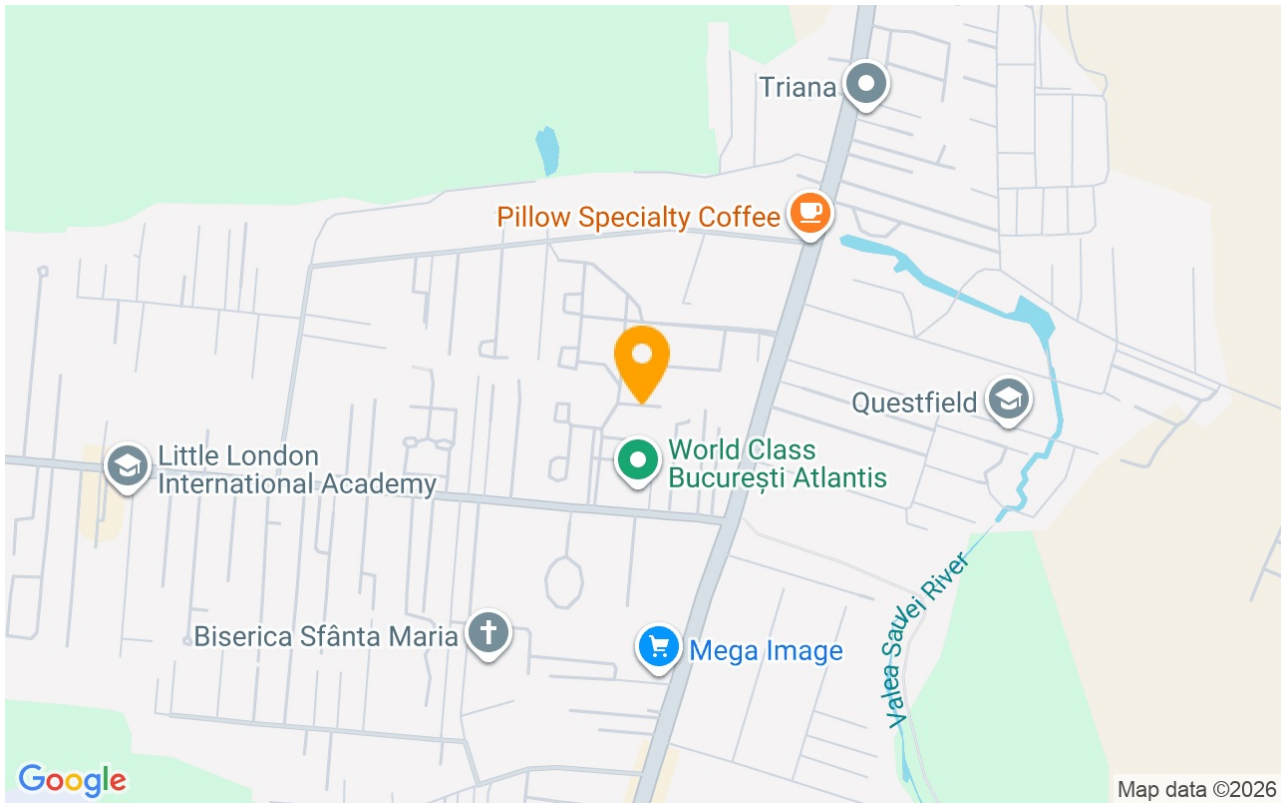 Triana
Pillow Specialty Coffee
Questfield
World Class
București Atlantis
Little London
International Academy
Valea Saulei River
Biserica Sfânta Maria
Mega Image
Google
Map data ©2026